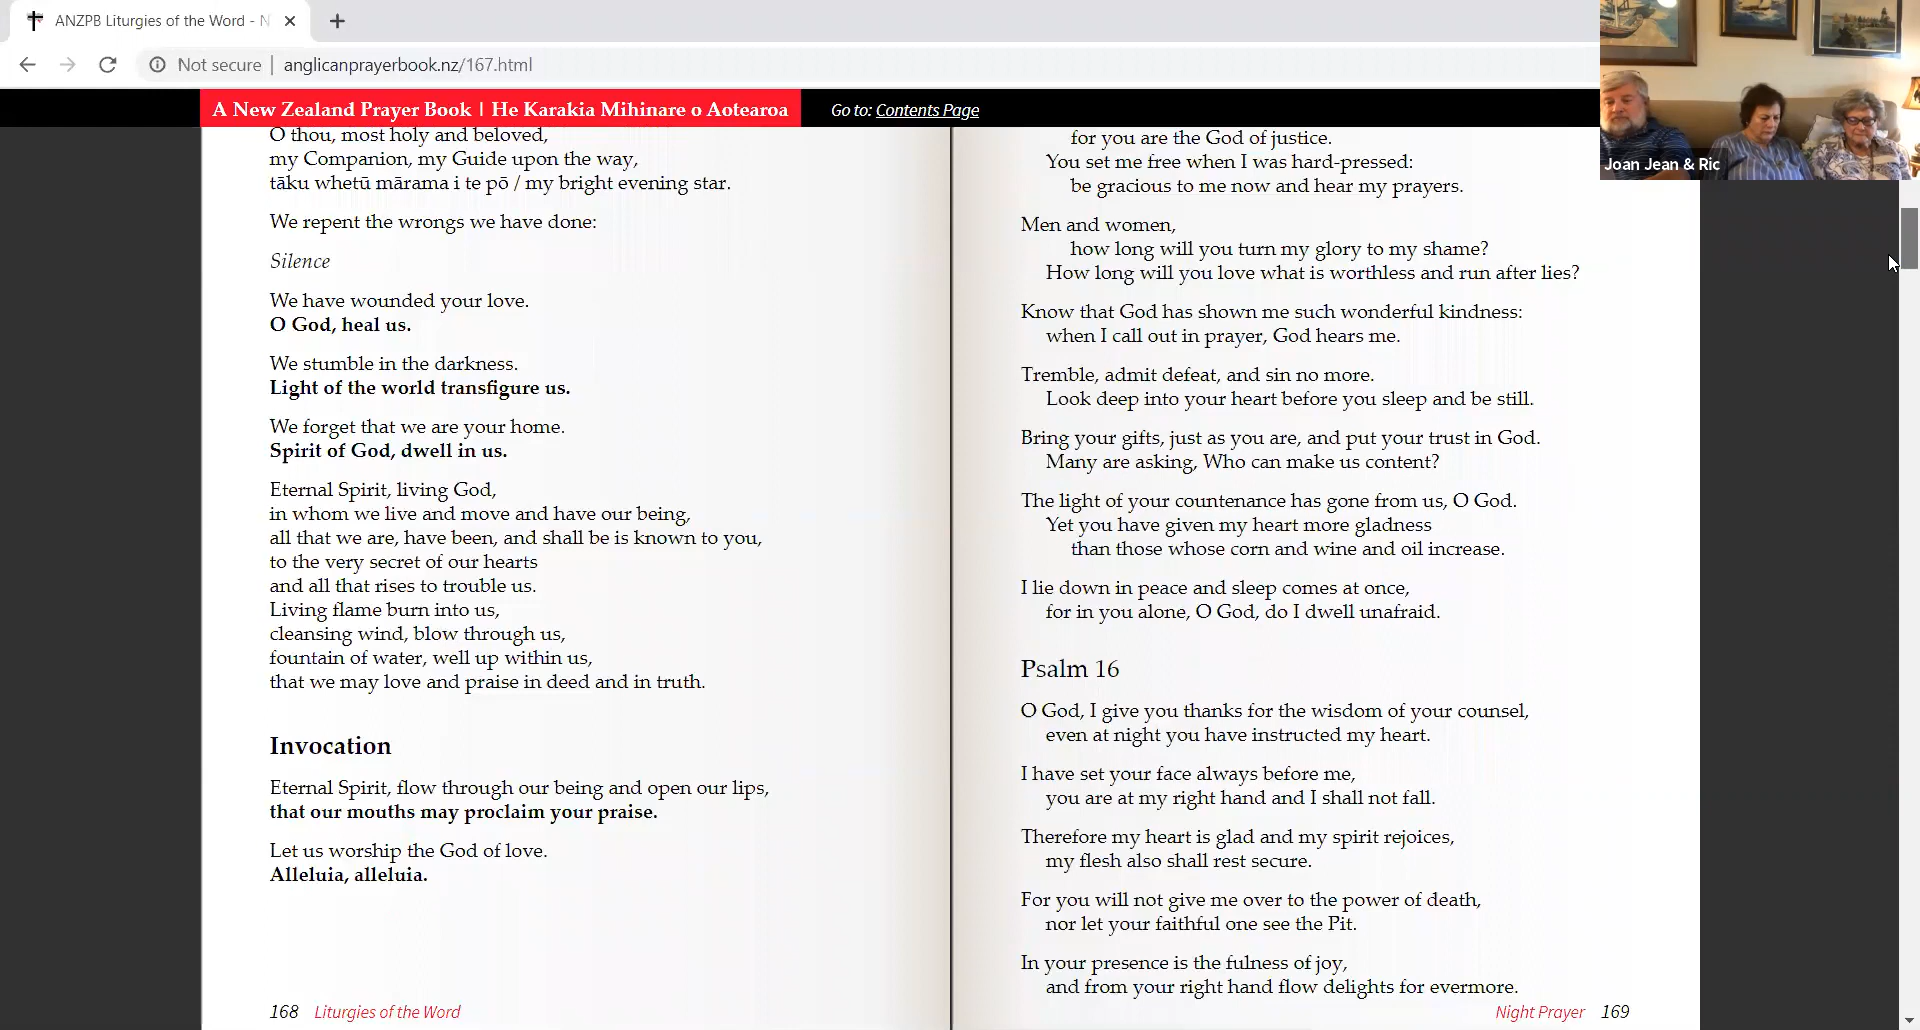 ANZPB Liturgies of the Word - N
Not secure | anglicanprayerbook.nz/167.html
A New Zealand Prayer Book | He Karakia Mihinare o Aotearoa
Go to: Contents Page
Joan Jean & Ric
O thou, most holy and beloved,
my Companion, my Guide upon the way,
tāku whetū mārama i te pō / my bright evening star.
We repent the wrongs we have done:
Silence
We have wounded your love.
O God, heal us.
We stumble in the darkness.
Light of the world transfigure us.
We forget that we are your home.
Spirit of God, dwell in us.
Eternal Spirit, living God,
in whom we live and move and have our being,
all that we are, have been, and shall be is known to you,
to the very secret of our hearts
and all that rises to trouble us.
Living flame burn into us,
cleansing wind, blow through us,
fountain of water, well up within us,
that we may love and praise in deed and in truth.
Invocation
Eternal Spirit, flow through our being and open our lips,
that our mouths may proclaim your praise.
Let us worship the God of love.
Alleluia, alleluia.
168 Liturgies of the Word
for you are the God of justice.
You set me free when I was hard-pressed:
be gracious to me now and hear my prayers.
Men and women,
how long will you turn my glory to my shame?
How long will you love what is worthless and run after lies?
Know that God has shown me such wonderful kindness:
when I call out in prayer, God hears me.
Tremble, admit defeat, and sin no more.
Look deep into your heart before you sleep and be still.
Bring your gifts, just as you are, and put your trust in God.
Many are asking, Who can make us content?
The light of your countenance has gone from us, O God.
Yet you have given my heart more gladness
than those whose corn and wine and oil increase.
I lie down in peace and sleep comes at once,
for in you alone, O God, do I dwell unafraid.
Psalm 16
O God, I give you thanks for the wisdom of your counsel,
even at night you have instructed my heart.
I have set your face always before me,
you are at my right hand and I shall not fall.
Therefore my heart is glad and my spirit rejoices,
my flesh also shall rest secure.
For you will not give me over to the power of death,
nor let your faithful one see the Pit.
In your presence is the fulness of joy,
and from your right hand flow delights for evermore.
Night Prayer 169